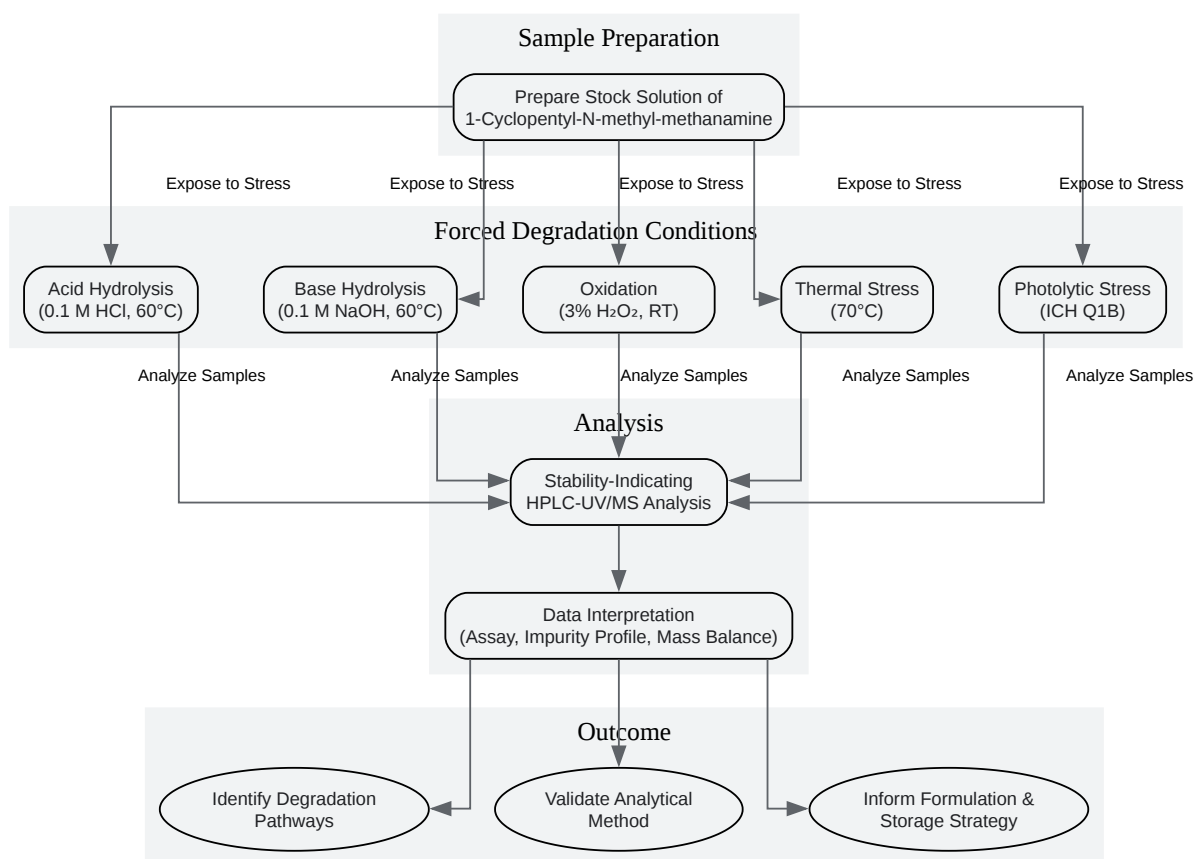 Sample Preparation
Prepare Stock Solution of
1-Cyclopentyl-N-methyl-methanamine
Expose to Stress
Expose to Stress
Expose to Stress
Expose to Stress
Expose to Stress
Forced Degradation Conditions
Acid Hydrolysis
(0.1 M HCl, 60°C)
Base Hydrolysis
(0.1 M NaOH, 60°C)
Oxidation
(3% H₂O₂, RT)
Thermal Stress
(70°C)
Photolytic Stress
(ICH Q1B)
Analyze Samples
Analyze Samples
Analyze Samples
Analyze Samples
Analyze Samples
Analysis
Stability-Indicating
HPLC-UV/MS Analysis
Data Interpretation
(Assay, Impurity Profile, Mass Balance)
Outcome
Identify Degradation
Pathways
Validate Analytical
Method
Inform Formulation &
Storage Strategy